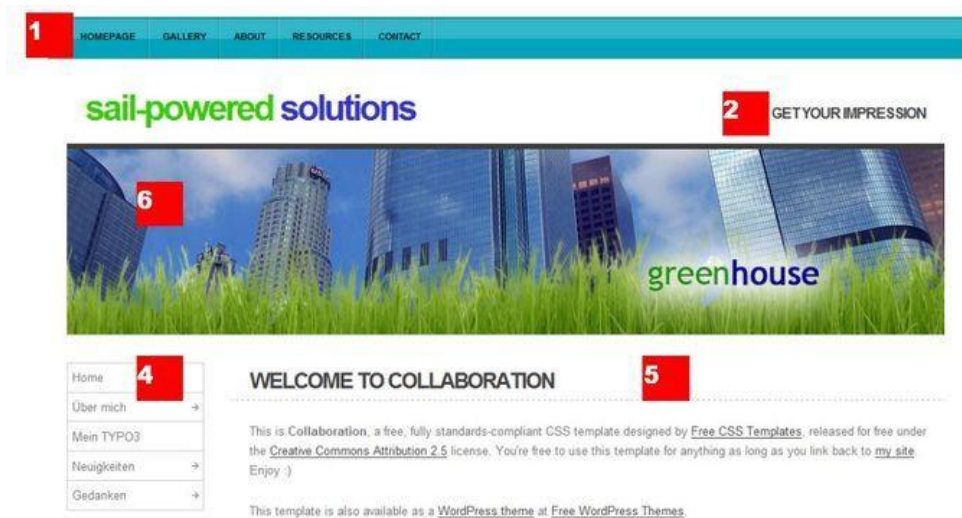 1
HOMEPAGE GALLERY ABOUT RESOURCES CONTACT
sail-powered solutions
2
GET YOUR IMPRESSION
6
greenhouse
Home
4
Über mich
Mein TYPO3
Neuigkeiten
Gedanken
WELCOME TO COLLABORATION
5
This is Collaboration, a free, fully standards-compliant CSS template designed by Free CSS Templates, released for free under
the Creative Commons Attribution 2.5 license. You're free to use this template for anything as long as you link back to my site
Enjoy :)
This template is also available as a WordPress theme at Free WordPress Themes.